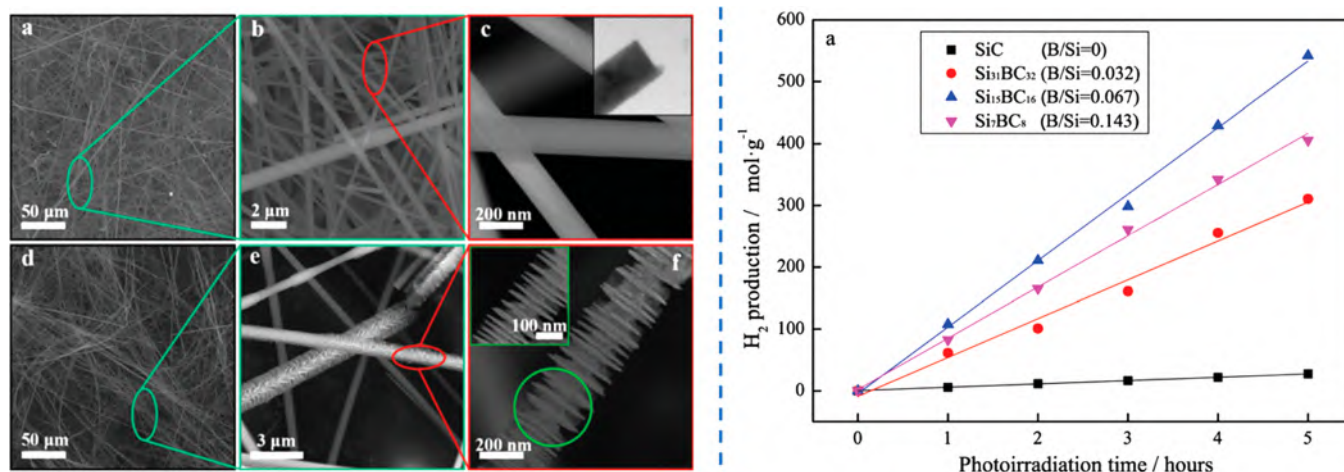 a
50 µm
b
2 µm
c
200 nm
d
50 µm
e
3 µm
f
100 nm
200 nm
a
SiC (B/Si=0)
Si₃₁BC₃₂ (B/Si=0.032)
Si₁₅BC₁₆ (B/Si=0.067)
Si₇BC₈ (B/Si=0.143)
H₂ production / mol·g⁻¹
600
500
400
300
200
100
0
0 1 2 3 4 5
Photoirradiation time / hours